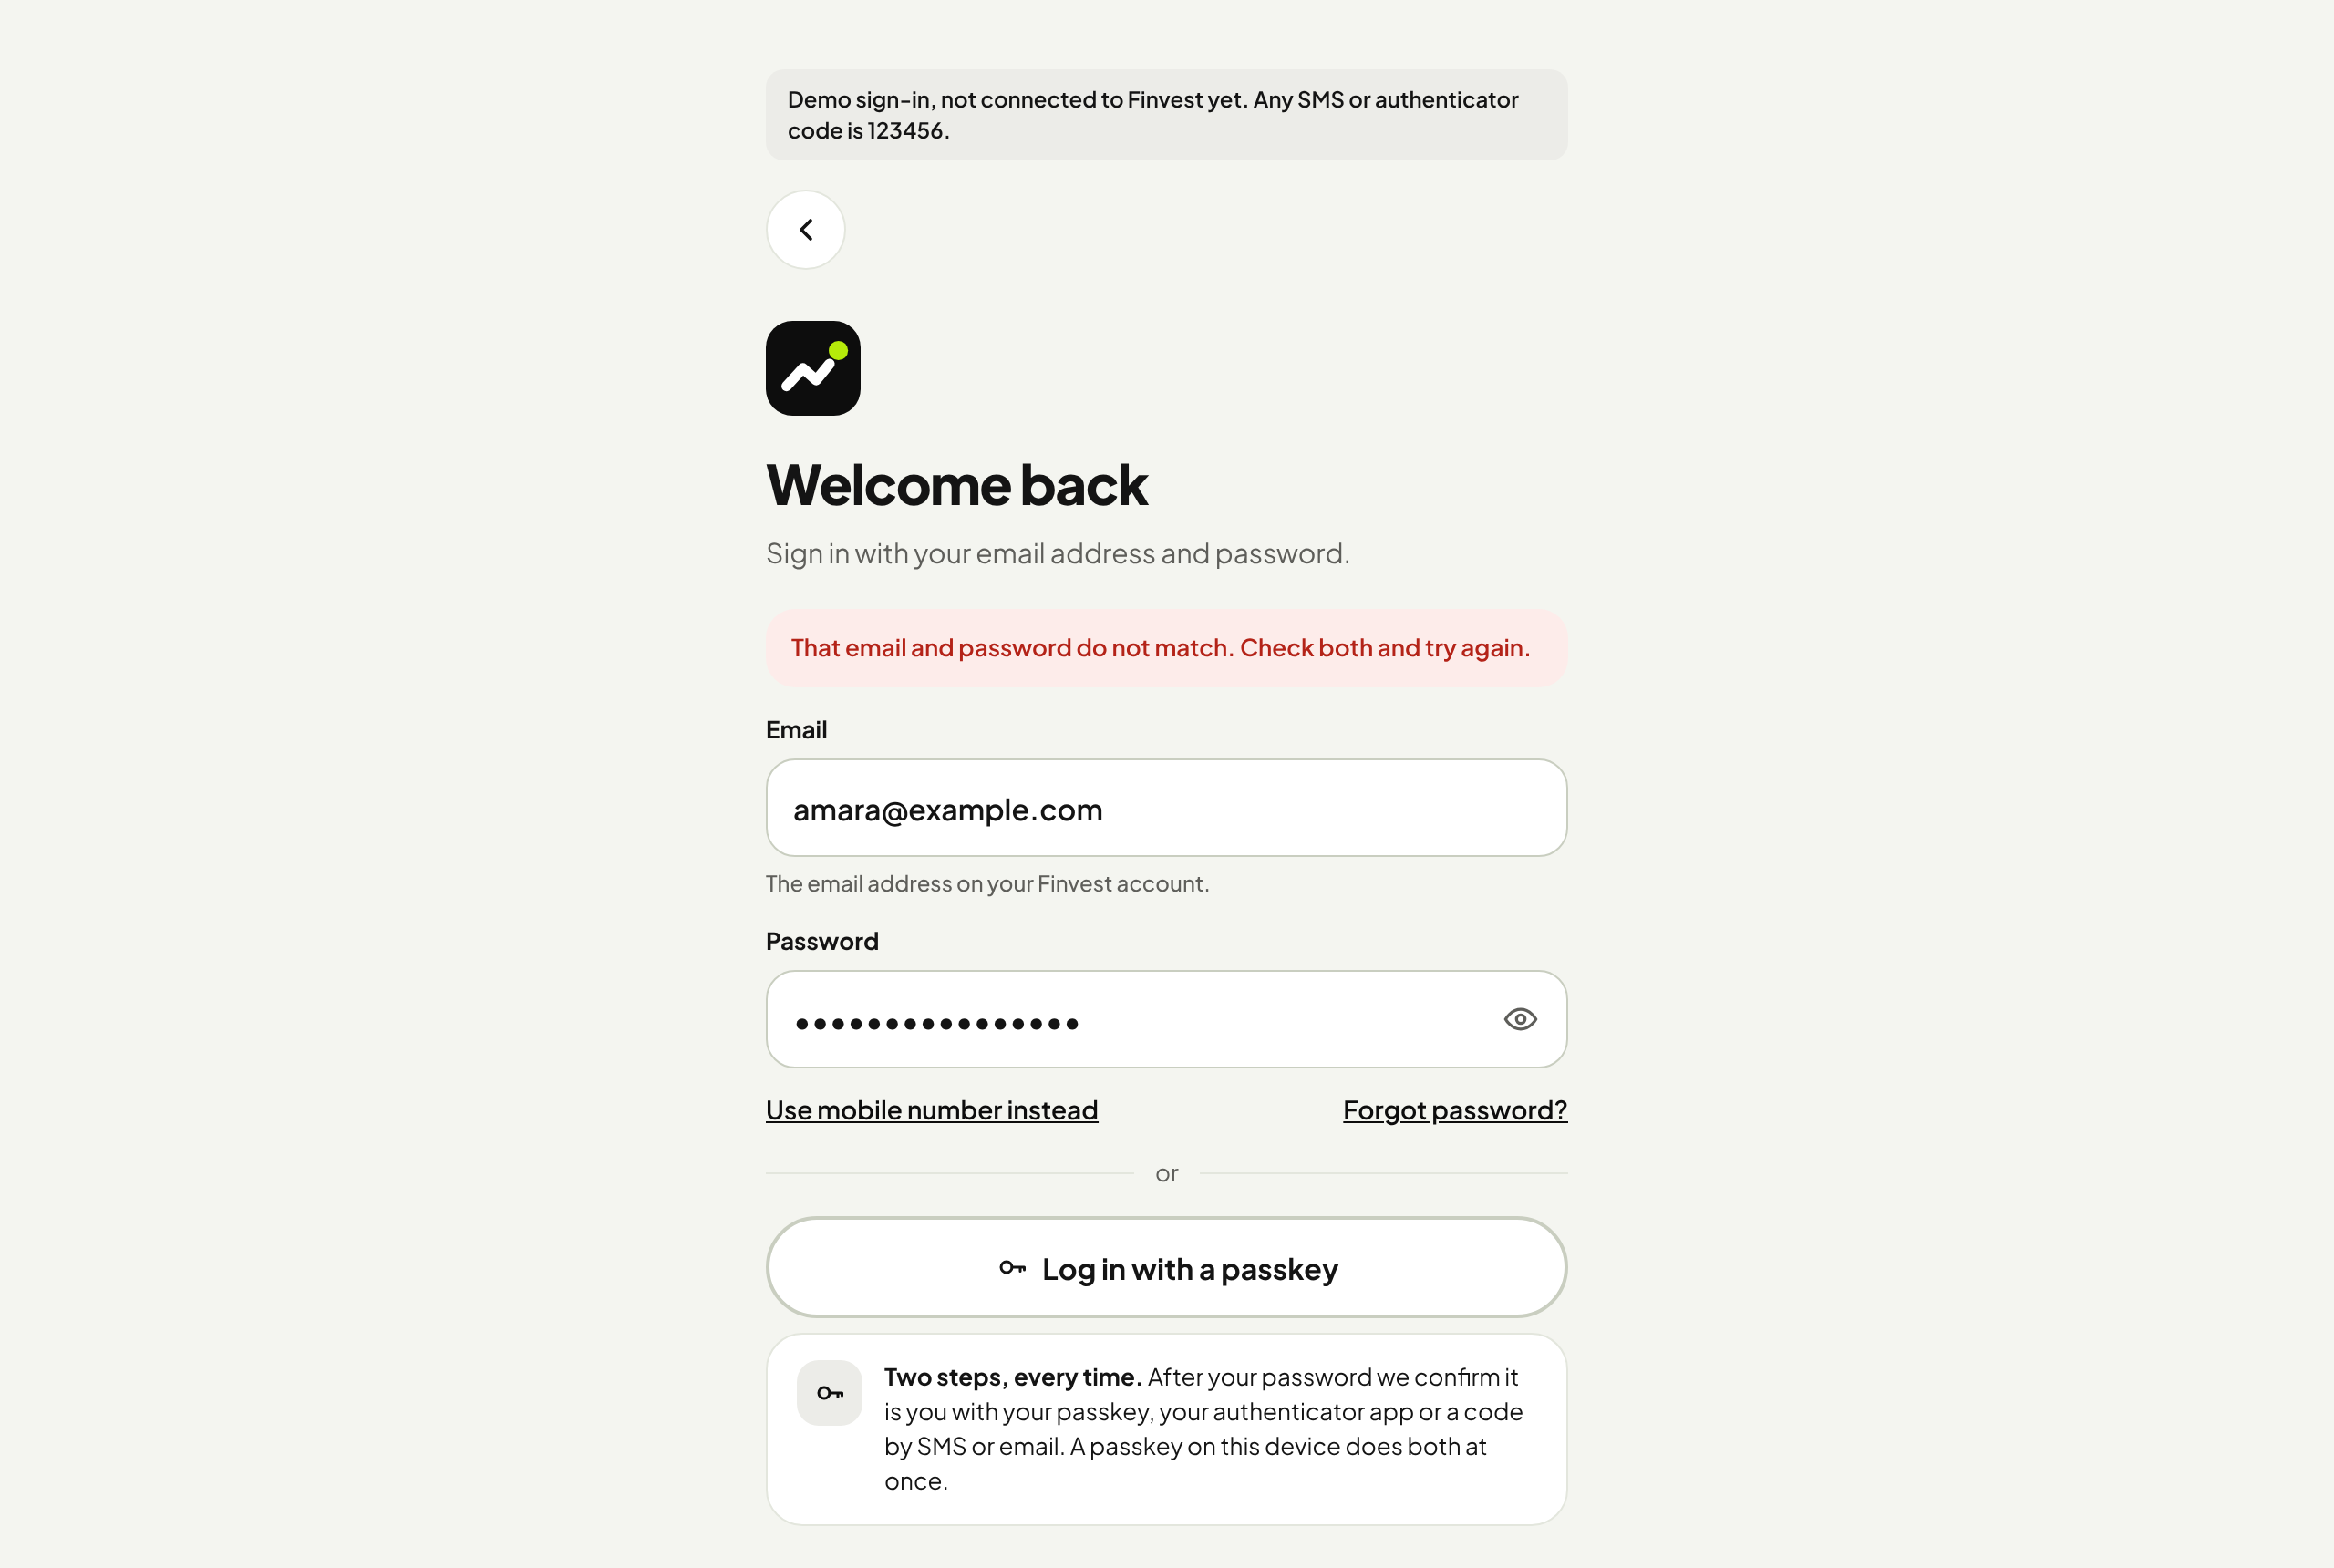 Demo sign-in, not connected to Finvest yet. Any SMS or authenticator
code is 123456.
Welcome back
Sign in with your email address and password.
That email and password do not match. Check both and try again.
Email
amara@example.com
The email address on your Finvest account.
Password
••••••••••••••••
Use mobile number instead
Forgot password?
or
Log in with a passkey
Two steps, every time. After your password we confirm it
is you with your passkey, your authenticator app or a code
by SMS or email. A passkey on this device does both at
once.